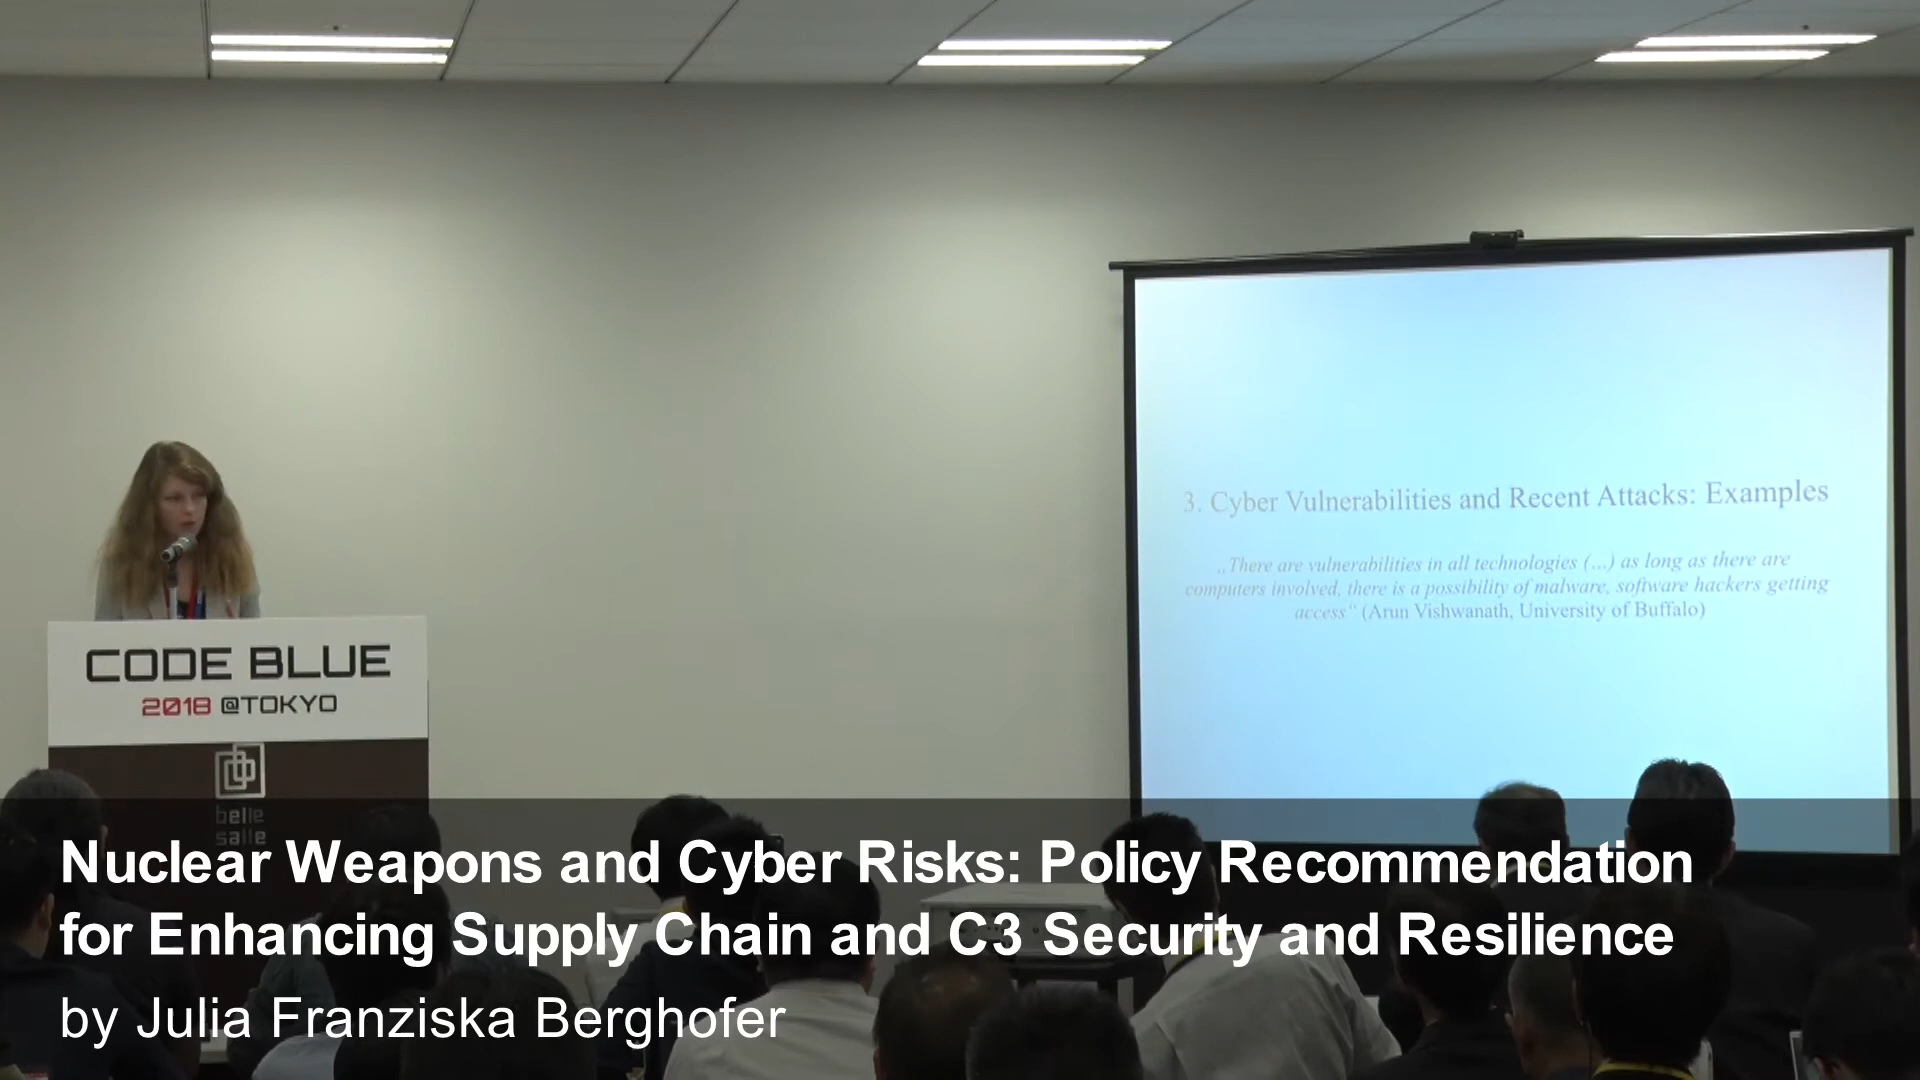 3. Cyber Vulnerabilities and Recent Attacks: Examples
„There are vulnerabilities in all technologies (...) as long as there are
computers involved, there is a possibility of malware, software hackers getting
access“ (Arun Vishwanath, University of Buffalo)
CODE BLUE
2018 @TOKYO
belle
salle
Nuclear Weapons and Cyber Risks: Policy Recommendation
for Enhancing Supply Chain and C3 Security and Resilience
by Julia Franziska Berghofer